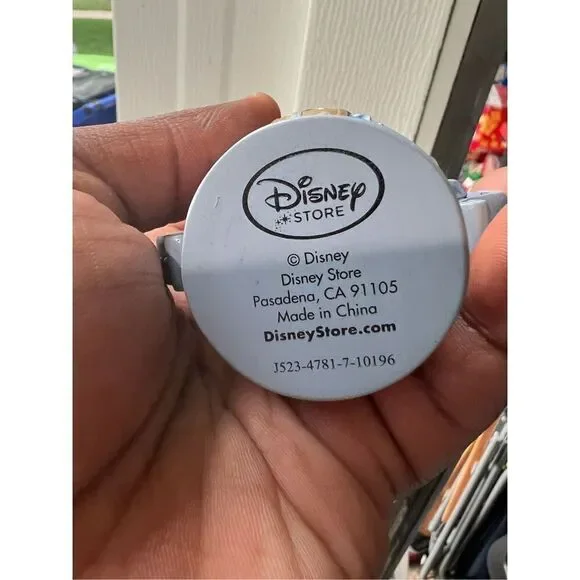 Disney
STORE
© Disney
Disney Store
Pasadena, CA 91105
Made in China
DisneyStore.com
J523-4781-7-10196